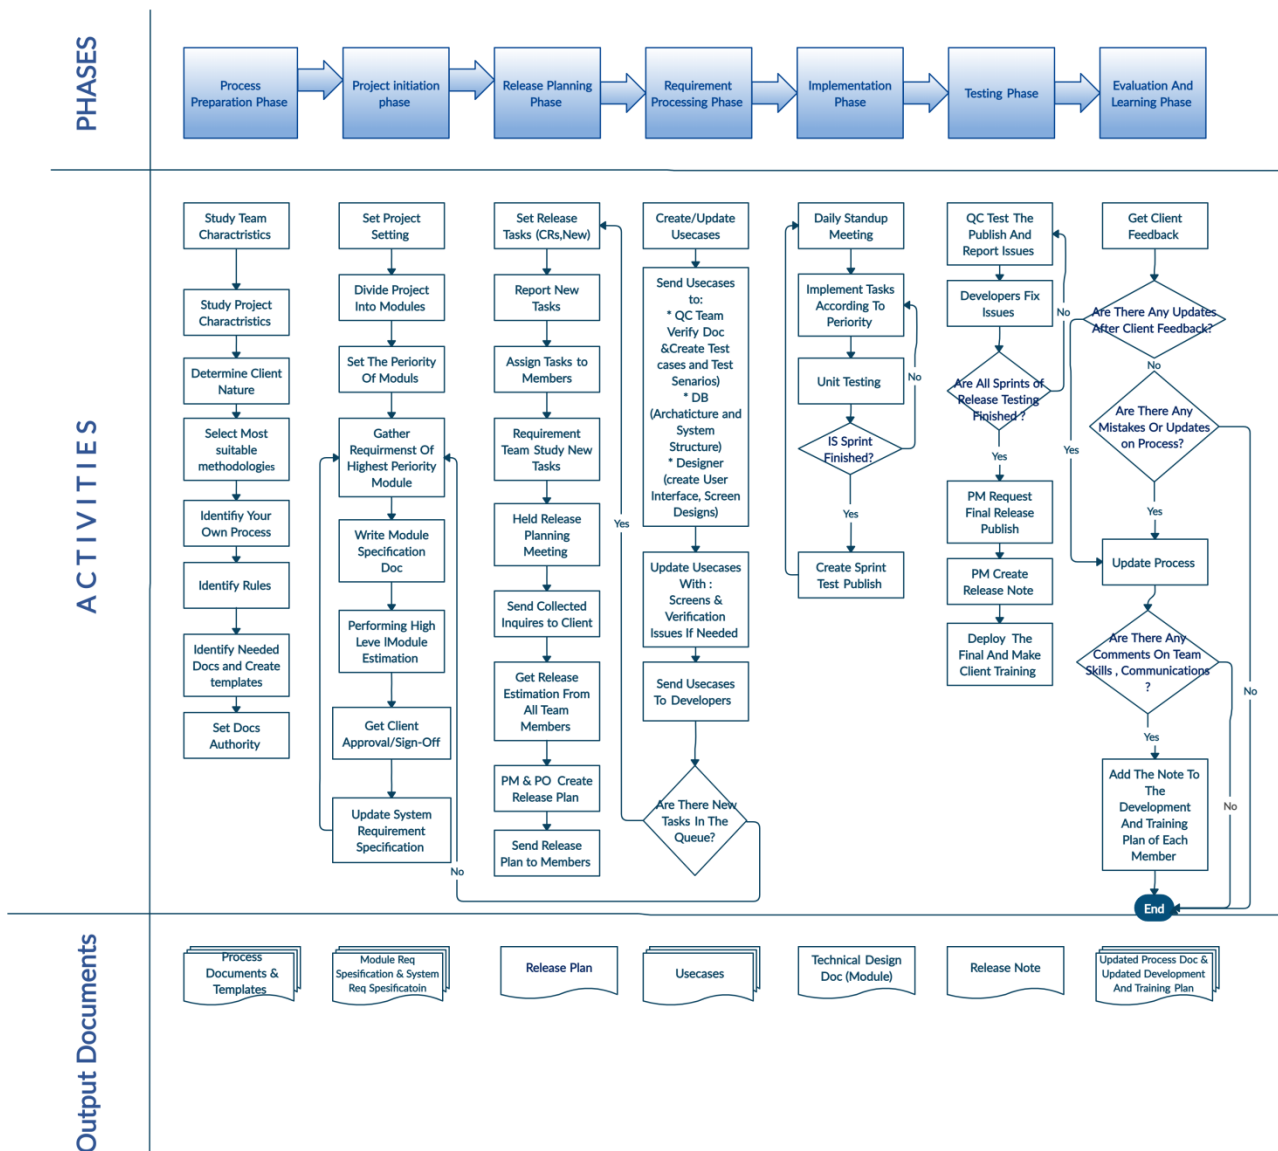 PHASES
Process
Preparation Phase
Project initiation
phase
Release Planning
Phase
Requirement
Processing Phase
Implementation
Phase
Testing Phase
Evaluation And
Learning Phase
ACTIVITIES
Study Team
Charactristics
Study Project
Charactristics
Determine Client
Nature
Select Most
suitable
methodologies
Identifiy Your
Own Process
Identify Rules
Identify Needed
Docs and Create
templates
Set Docs
Authority
Set Project
Setting
Divide Project
Into Modules
Set The Periority
Of Moduls
Gather
Requirmenst Of
Highest Periority
Module
Write Module
Specification
Doc
Performing High
Leve lModule
Estimation
Get Client
Approval/Sign-Off
Update System
Requirement
Specification
Set Release
Tasks (CRs,New)
Report New
Tasks
Assign Tasks to
Members
Requirement
Team Study New
Tasks
Held Release
Planning
Meeting
Send Collected
Inquires to Client
Get Release
Estimation From
All Team
Members
PM & PO Create
Release Plan
Send Release
Plan to Members
Yes
No
Create/Update
Usecases
Send Usecases
to:
* QC Team
Verify Doc
&Create Test
cases and Test
Senarios)
* DB
(Archaticture and
System
Structure)
* Designer
(create User
Interface, Screen
Designs)
Update Usecases
With :
Screens &
Verification
Issues If Needed
Send Usecases
To Developers
Are There New
Tasks In The
Queue?
Daily Standup
Meeting
Implement Tasks
According To
Periority
Unit Testing
No
IS Sprint
Finished?
Yes
Create Sprint
Test Publish
QC Test The
Publish And
Report Issues
Developers Fix
Issues
No
Are All Sprints of
Release Testing
Finished ?
Yes
PM Request
Final Release
Publish
PM Create
Release Note
Deploy The
Final And Make
Client Training
Get Client
Feedback
Are There Any Updates
After Client Feedback?
No
Are There Any
Mistakes Or Updates
on Process?
Yes
Yes
Update Process
Are There Any
Comments On Team
Skills , Communications
?
No
Yes
Add The Note To
The
Development
And Training
Plan of Each
Member
No
End
Output Documents
Process
Documents &
Templates
Module Req
Spesification & System
Req Spesificatoin
Release Plan
Usecases
Technical Design
Doc (Module)
Release Note
Updated Process Doc &
Updated Development
And Training Plan